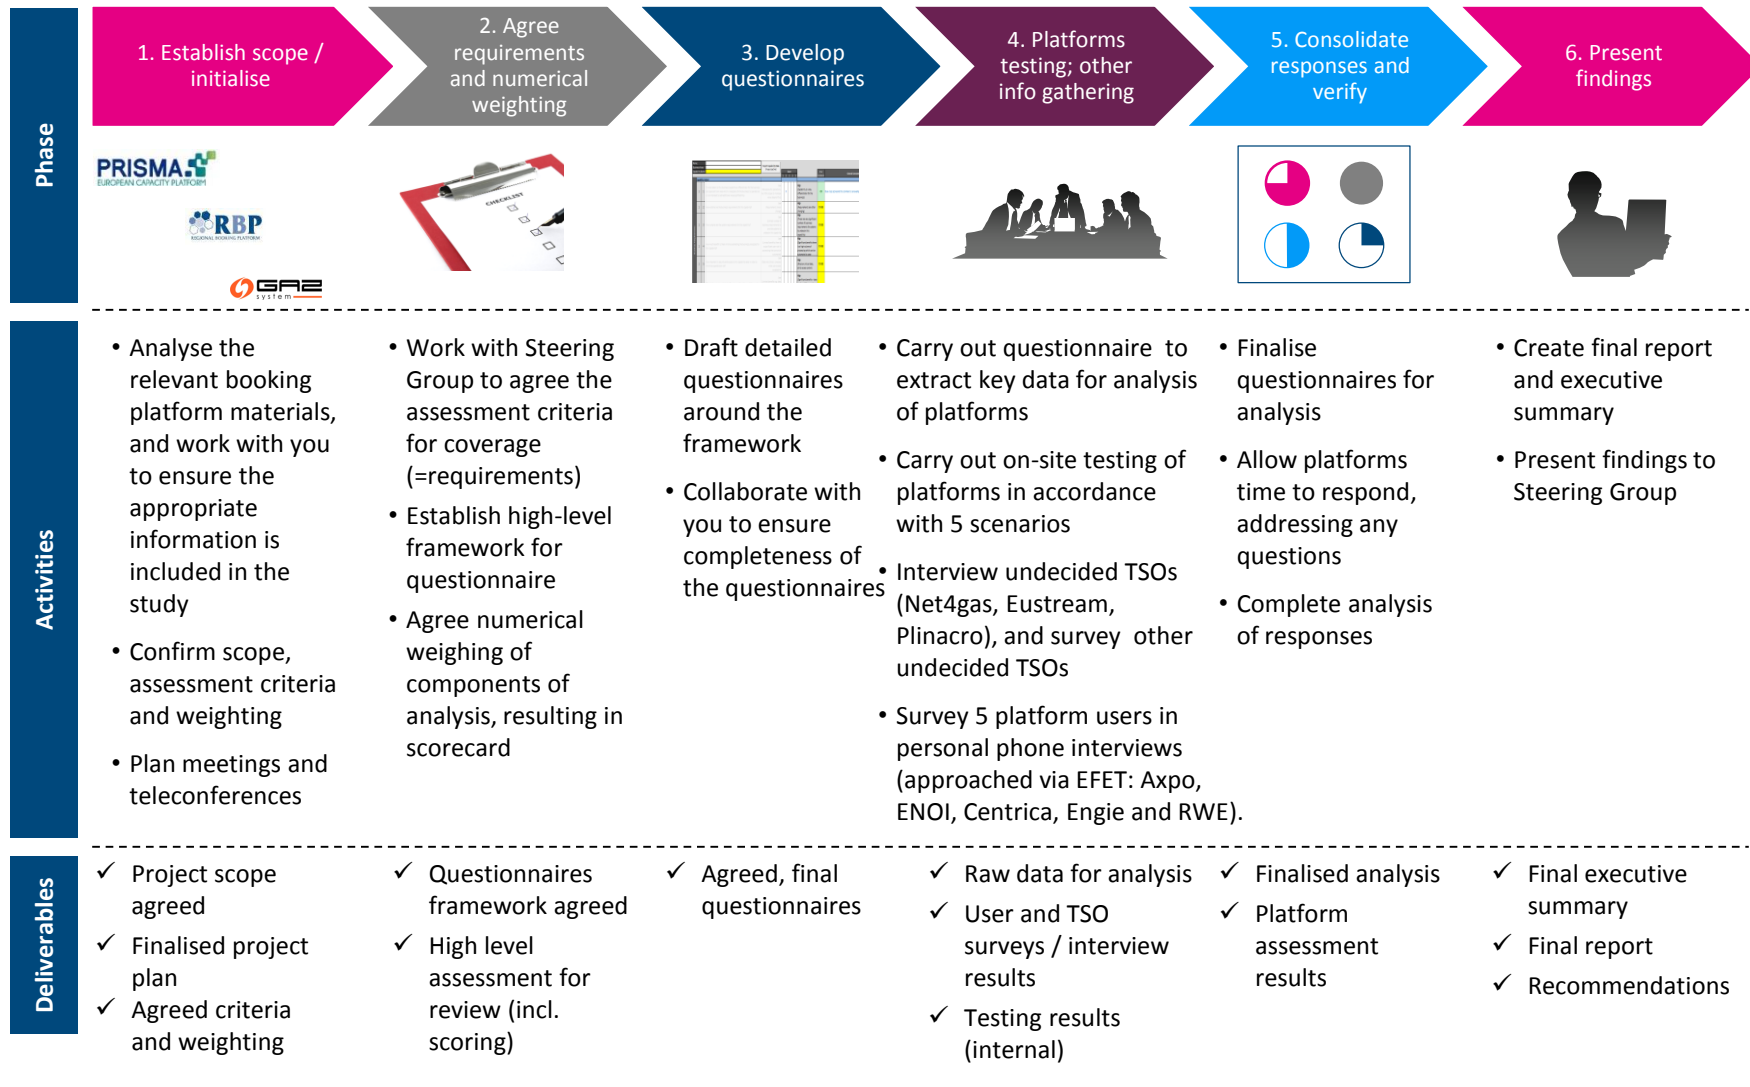 Phase
1. Establish scope /
initialise
2. Agree
requirements
and numerical
weighting
3. Develop
questionnaires
4. Platforms
testing; other
info gathering
5. Consolidate
responses and
verify
6. Present
findings
PRISMA
EUROPEAN CAPACITY PLATFORM
RBP
REGIONAL BOOKING PLATFORM
GAZ
system
CHECKLIST
Activities
• Analyse the
relevant booking
platform materials,
and work with you
to ensure the
appropriate
information is
included in the
study
• Confirm scope,
assessment criteria
and weighting
• Plan meetings and
teleconferences
• Work with Steering
Group to agree the
assessment criteria
for coverage
(=requirements)
• Establish high-level
framework for
questionnaire
• Agree numerical
weighing of
components of
analysis, resulting in
scorecard
• Draft detailed
questionnaires
around the
framework
• Collaborate with
you to ensure
completeness of
the questionnaires
• Carry out questionnaire to
extract key data for analysis
of platforms
• Carry out on-site testing of
platforms in accordance
with 5 scenarios
• Interview undecided TSOs
(Net4gas, Eustream,
Plinacro), and survey other
undecided TSOs
• Survey 5 platform users in
personal phone interviews
(approached via EFET: Axpo,
ENOI, Centrica, Engie and RWE).
• Finalise
questionnaires for
analysis
• Allow platforms
time to respond,
addressing any
questions
• Complete analysis
of responses
• Create final report
and executive
summary
• Present findings to
Steering Group
Deliverables
✓ Project scope
agreed
✓ Finalised project
plan
✓ Agreed criteria
and weighting
✓ Questionnaires
framework agreed
✓ High level
assessment for
review (incl.
scoring)
✓ Agreed, final
questionnaires
✓ Raw data for analysis
✓ User and TSO
surveys / interview
results
✓ Testing results
(internal)
✓ Finalised analysis
✓ Platform
assessment
results
✓ Final executive
summary
✓ Final report
✓ Recommendations